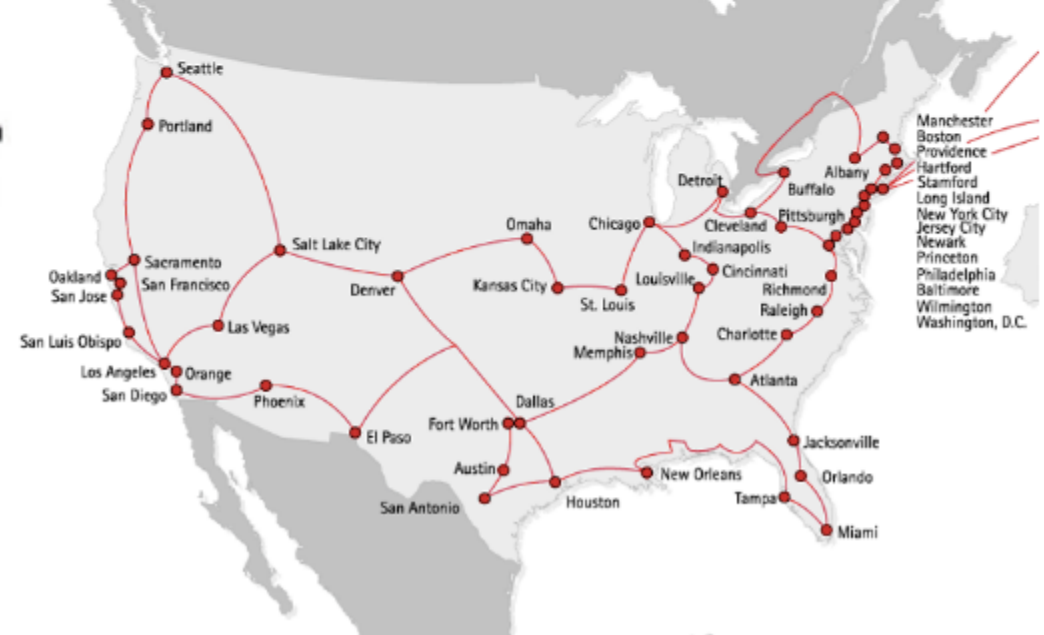 Seattle
Portland
Salt Lake City
Sacramento
Oakland
San Francisco
San Jose
San Luis Obispo
Las Vegas
Los Angeles
Orange
San Diego
Phoenix
El Paso
Denver
Omaha
Kansas City
St. Louis
Chicago
Detroit
Indianapolis
Louisville
Cincinnati
Nashville
Memphis
Dallas
Fort Worth
Austin
San Antonio
Houston
New Orleans
Cleveland
Buffalo
Albany
Pittsburgh
Richmond
Raleigh
Charlotte
Atlanta
Jacksonville
Orlando
Tampa
Miami
Manchester
Boston
Providence
Hartford
Stamford
Long Island
New York City
Jersey City
Newark
Princeton
Philadelphia
Baltimore
Wilmington
Washington, D.C.